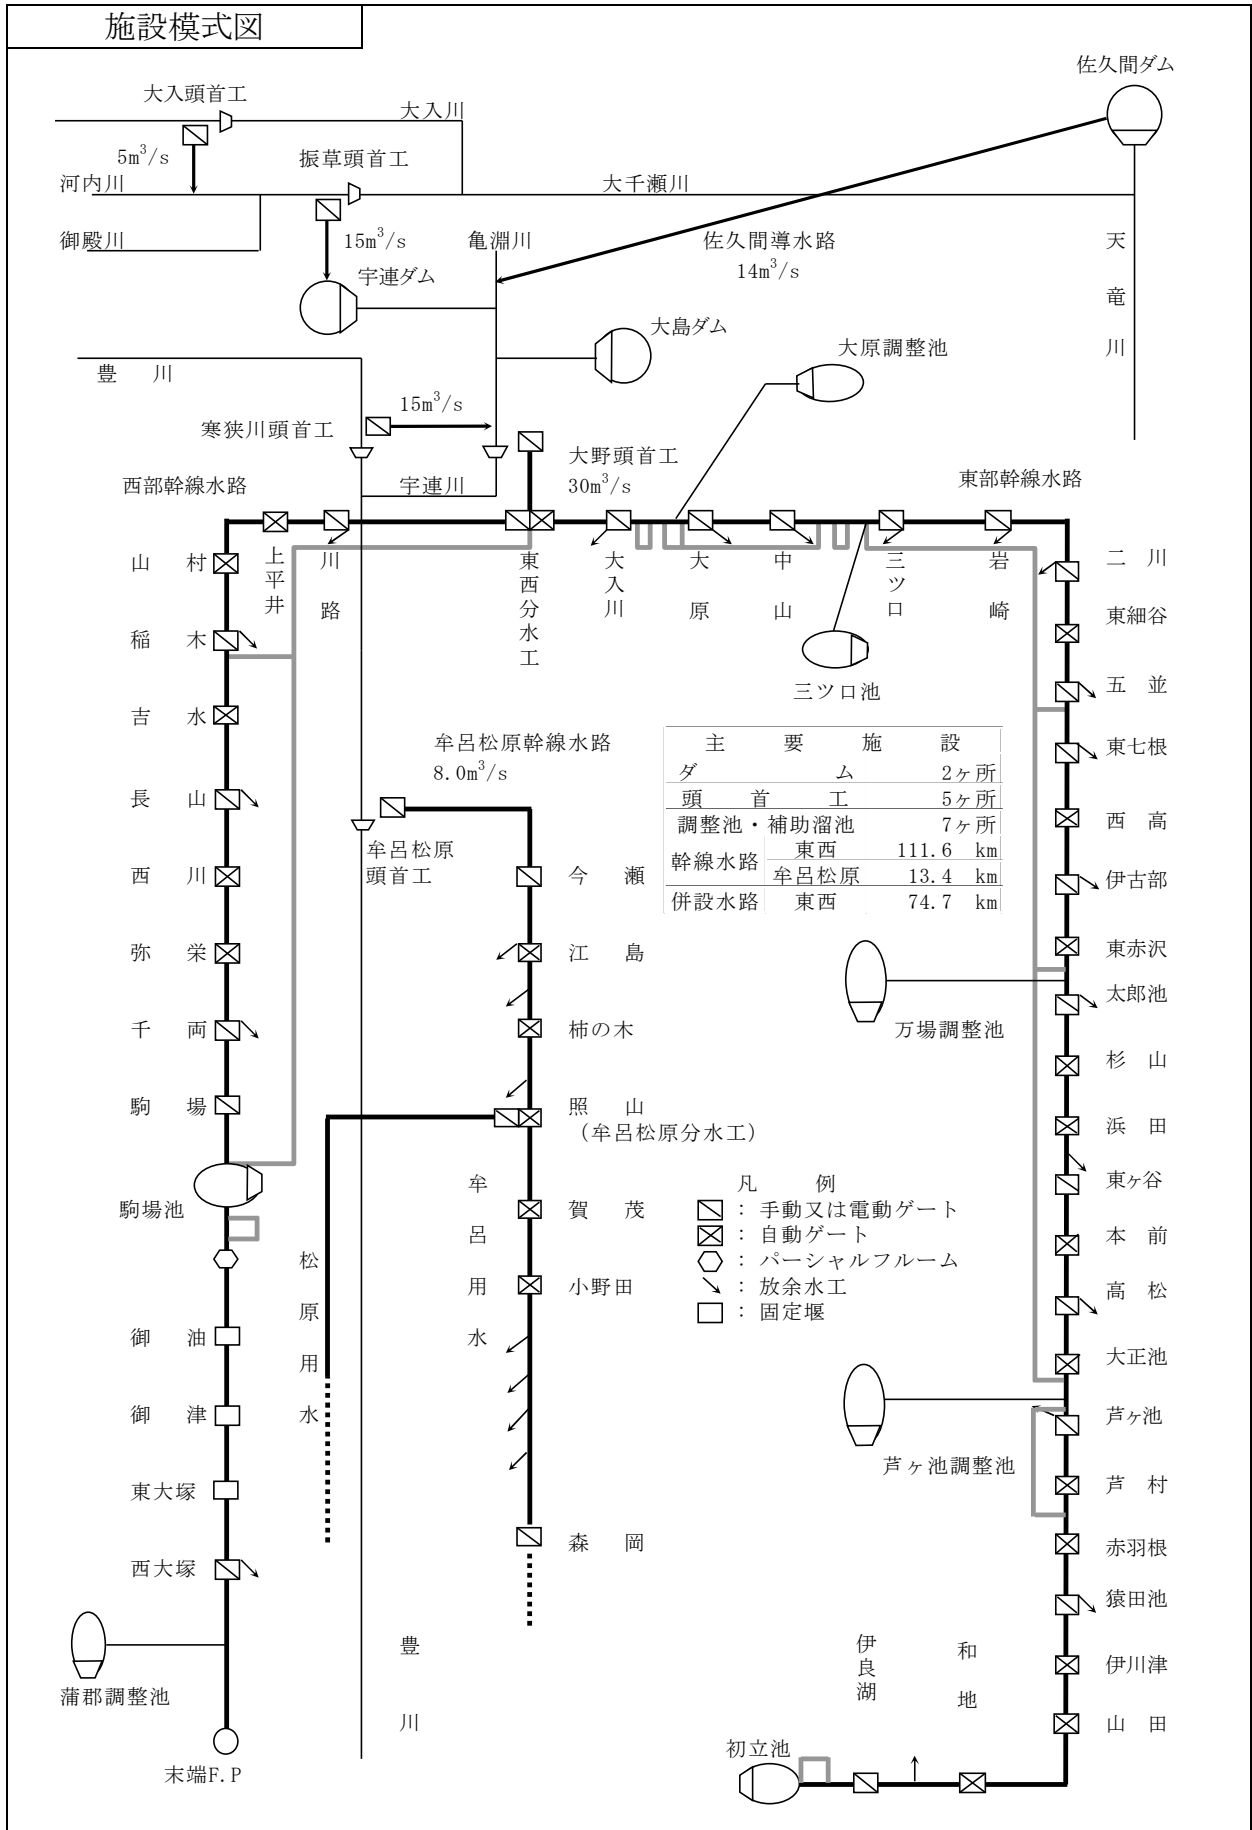 施設模式図
佐久間ダム
大入頭首工
大入川
5m³/s
振草頭首工
河内川
大千瀬川
御殿川
15m³/s
亀淵川
佐久間導水路
14m³/s
天竜川
宇連ダム
大島ダム
大原調整池
豊川
15m³/s
寒狭川頭首工
大野頭首工
30m³/s
西部幹線水路
宇連川
東部幹線水路
上平井
川路
東西分水工
大入川
大原
中山
三ツ口
岩崎
三ツ口池
山村
稲木
吉水
長山
西川
弥栄
千両
駒場
駒場池
御油
御津
東大塚
西大塚
蒲郡調整池
末端F.P
牟呂松原幹線水路
8.0m³/s
牟呂松原
頭首工
今瀬
江島
柿の木
照山
(牟呂松原分水工)
賀茂
小野田
森岡
牟呂用水
松原用水
豊川
主要施設
ダム 2ヶ所
頭首工 5ヶ所
調整池・補助溜池 7ヶ所
幹線水路 東西 111.6 km
牟呂松原 13.4 km
併設水路 東西 74.7 km
万場調整池
凡例
: 手動又は電動ゲート
: 自動ゲート
: パーシャルフルーム
: 放余水工
: 固定堰
芦ヶ池調整池
二川
東細谷
五並
東七根
西高
伊古部
東赤沢
太郎池
杉山
浜田
東ヶ谷
本前
高松
大正池
芦ヶ池
芦村
赤羽根
猿田池
伊川津
山田
和地
伊良湖
初立池